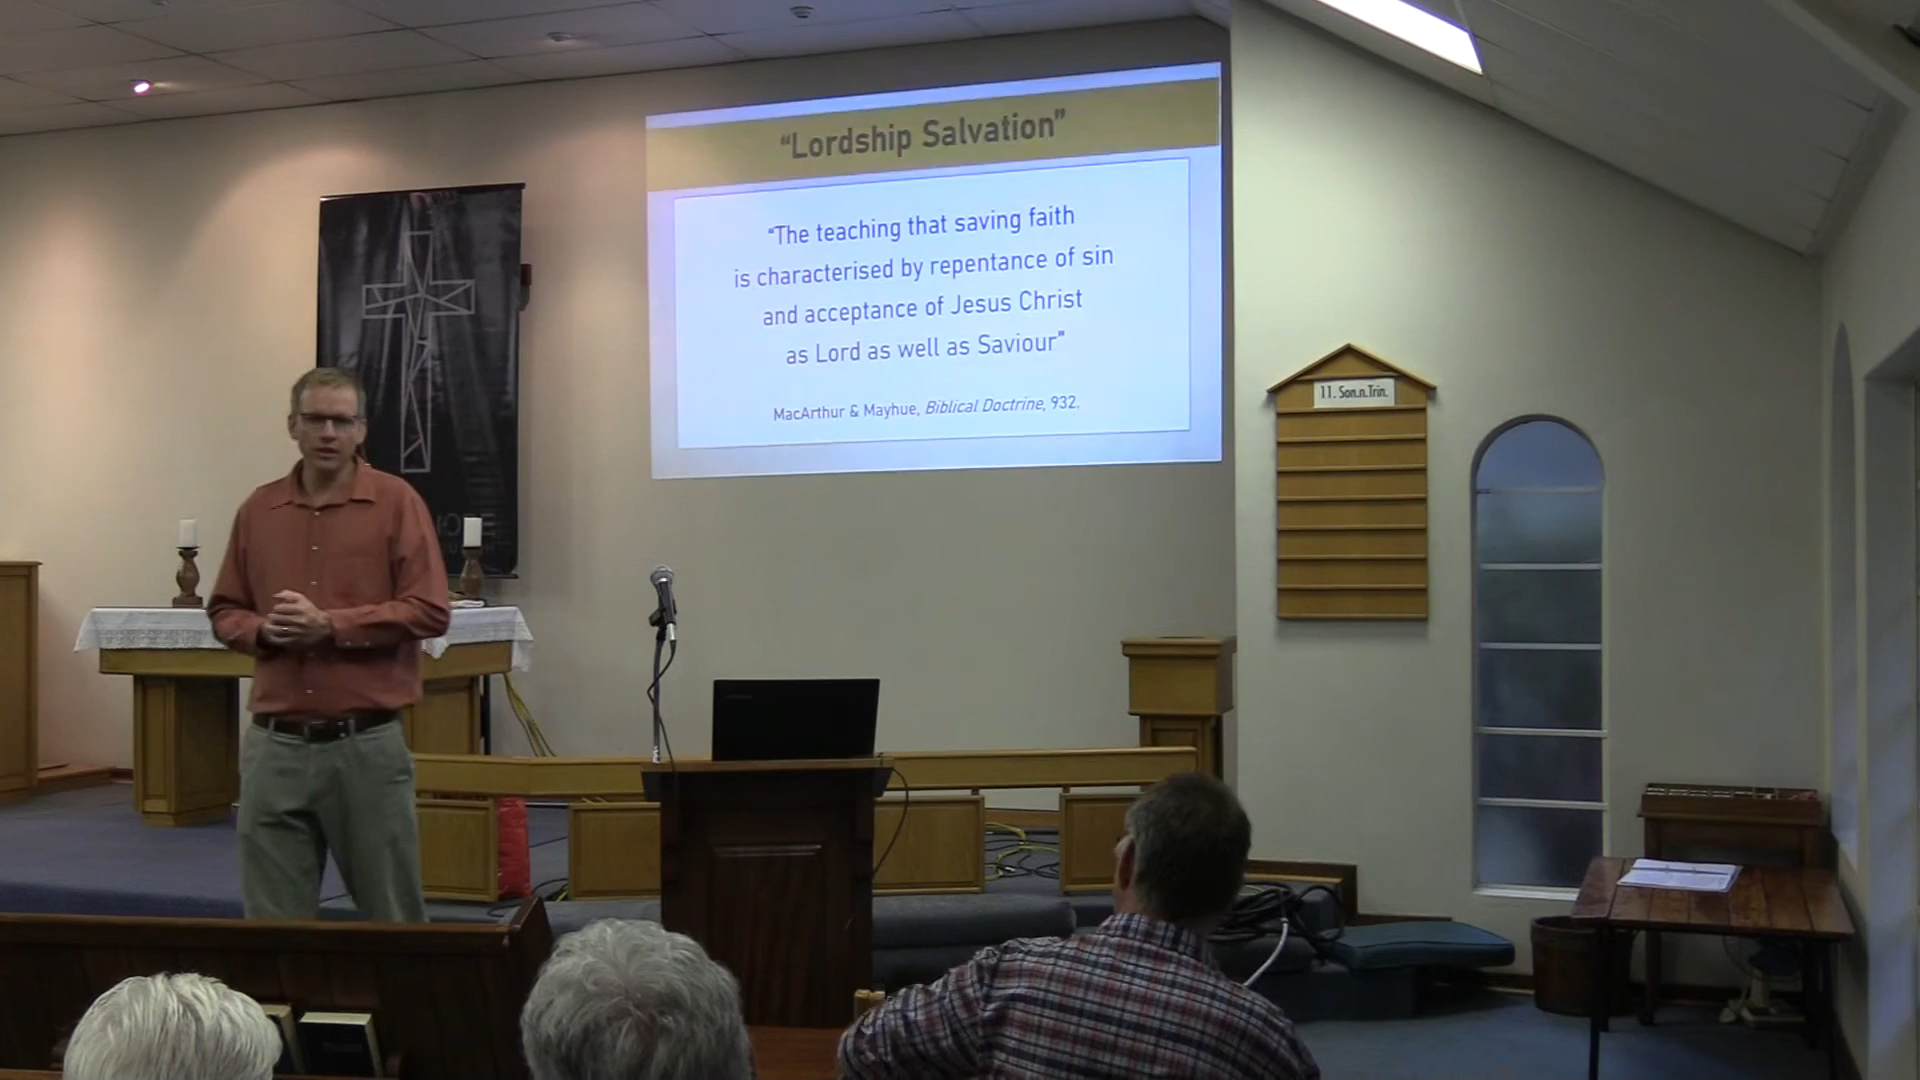 “Lordship Salvation”
“The teaching that saving faith
is characterised by repentance of sin
and acceptance of Jesus Christ
as Lord as well as Saviour”
MacArthur & Mayhue, Biblical Doctrine, 932.
11. Son.n.Trin.